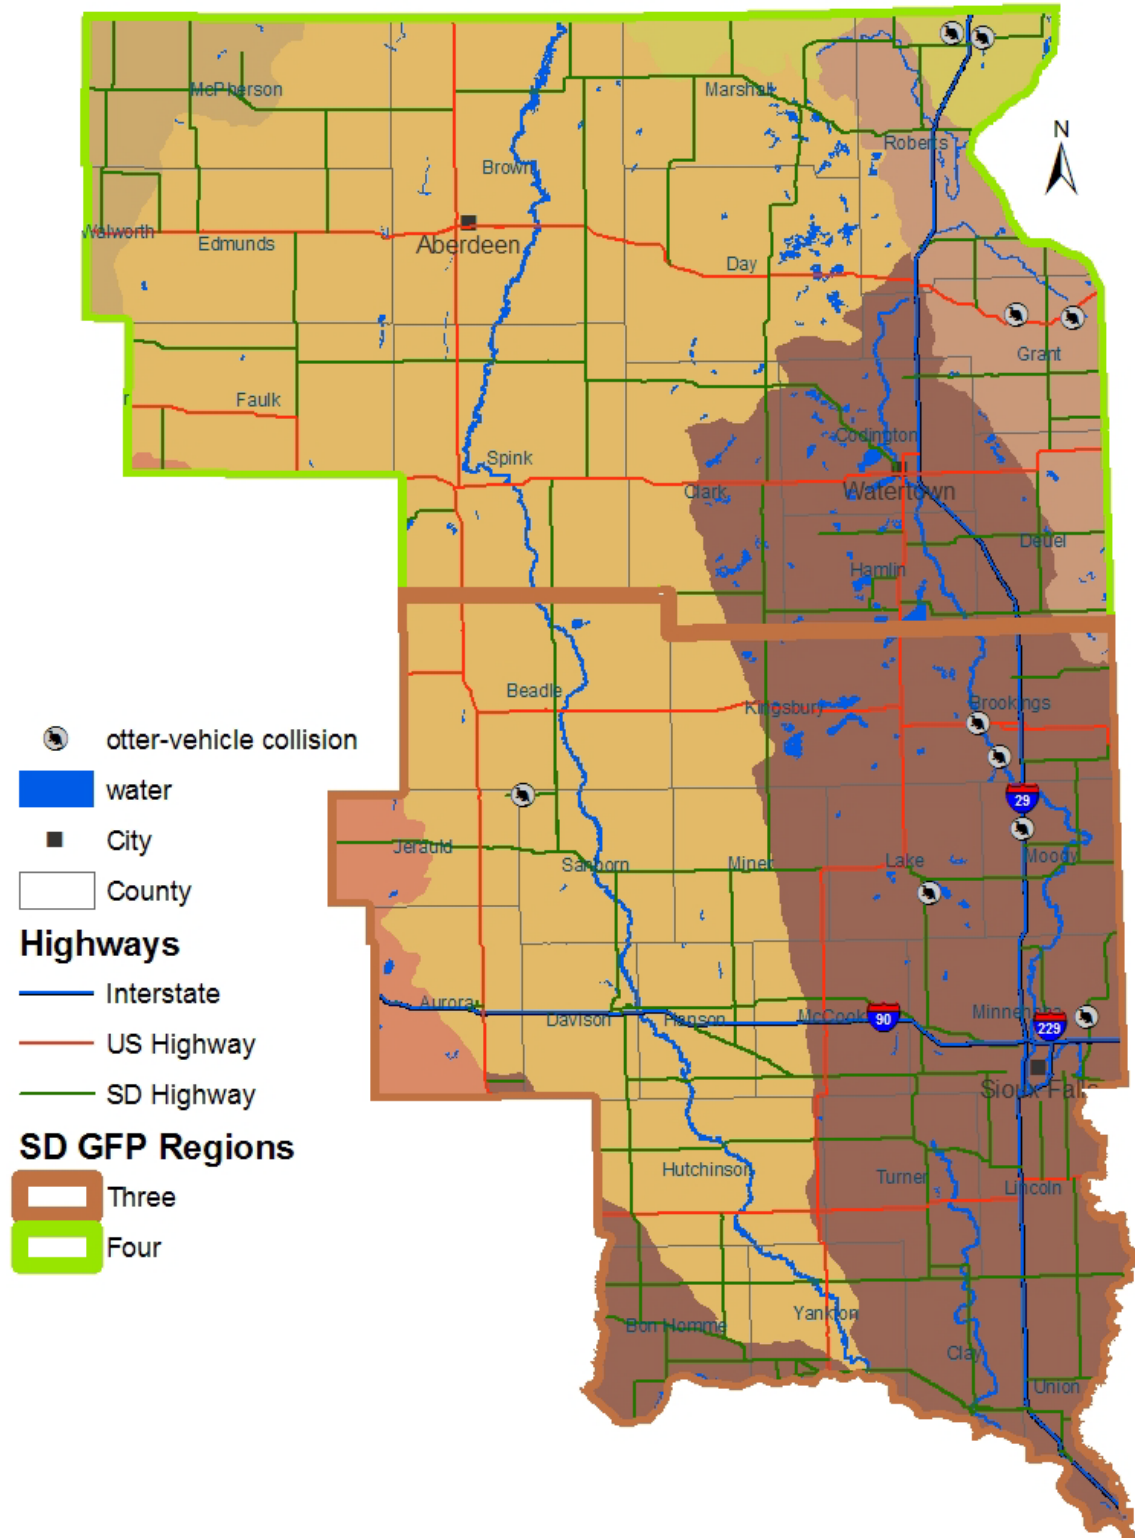 N
McPherson
Marshall
Roberts
Brown
Walworth
Edmunds
Aberdeen
Day
Grant
Faulk
r
Spink
Codington
Clark
Watertown
Deuel
Hamlin
Beadle
Kingsbury
Brookings
29
Jerauld
Sanborn
Miner
Lake
Moody
Aurora
Davison
Hanson
McCook
90
Minnehaha
229
Sioux Falls
Hutchinson
Turner
Lincoln
Bon Homme
Yankton
Clay
Union
otter-vehicle collision
water
City
County
Highways
Interstate
US Highway
SD Highway
SD GFP Regions
Three
Four